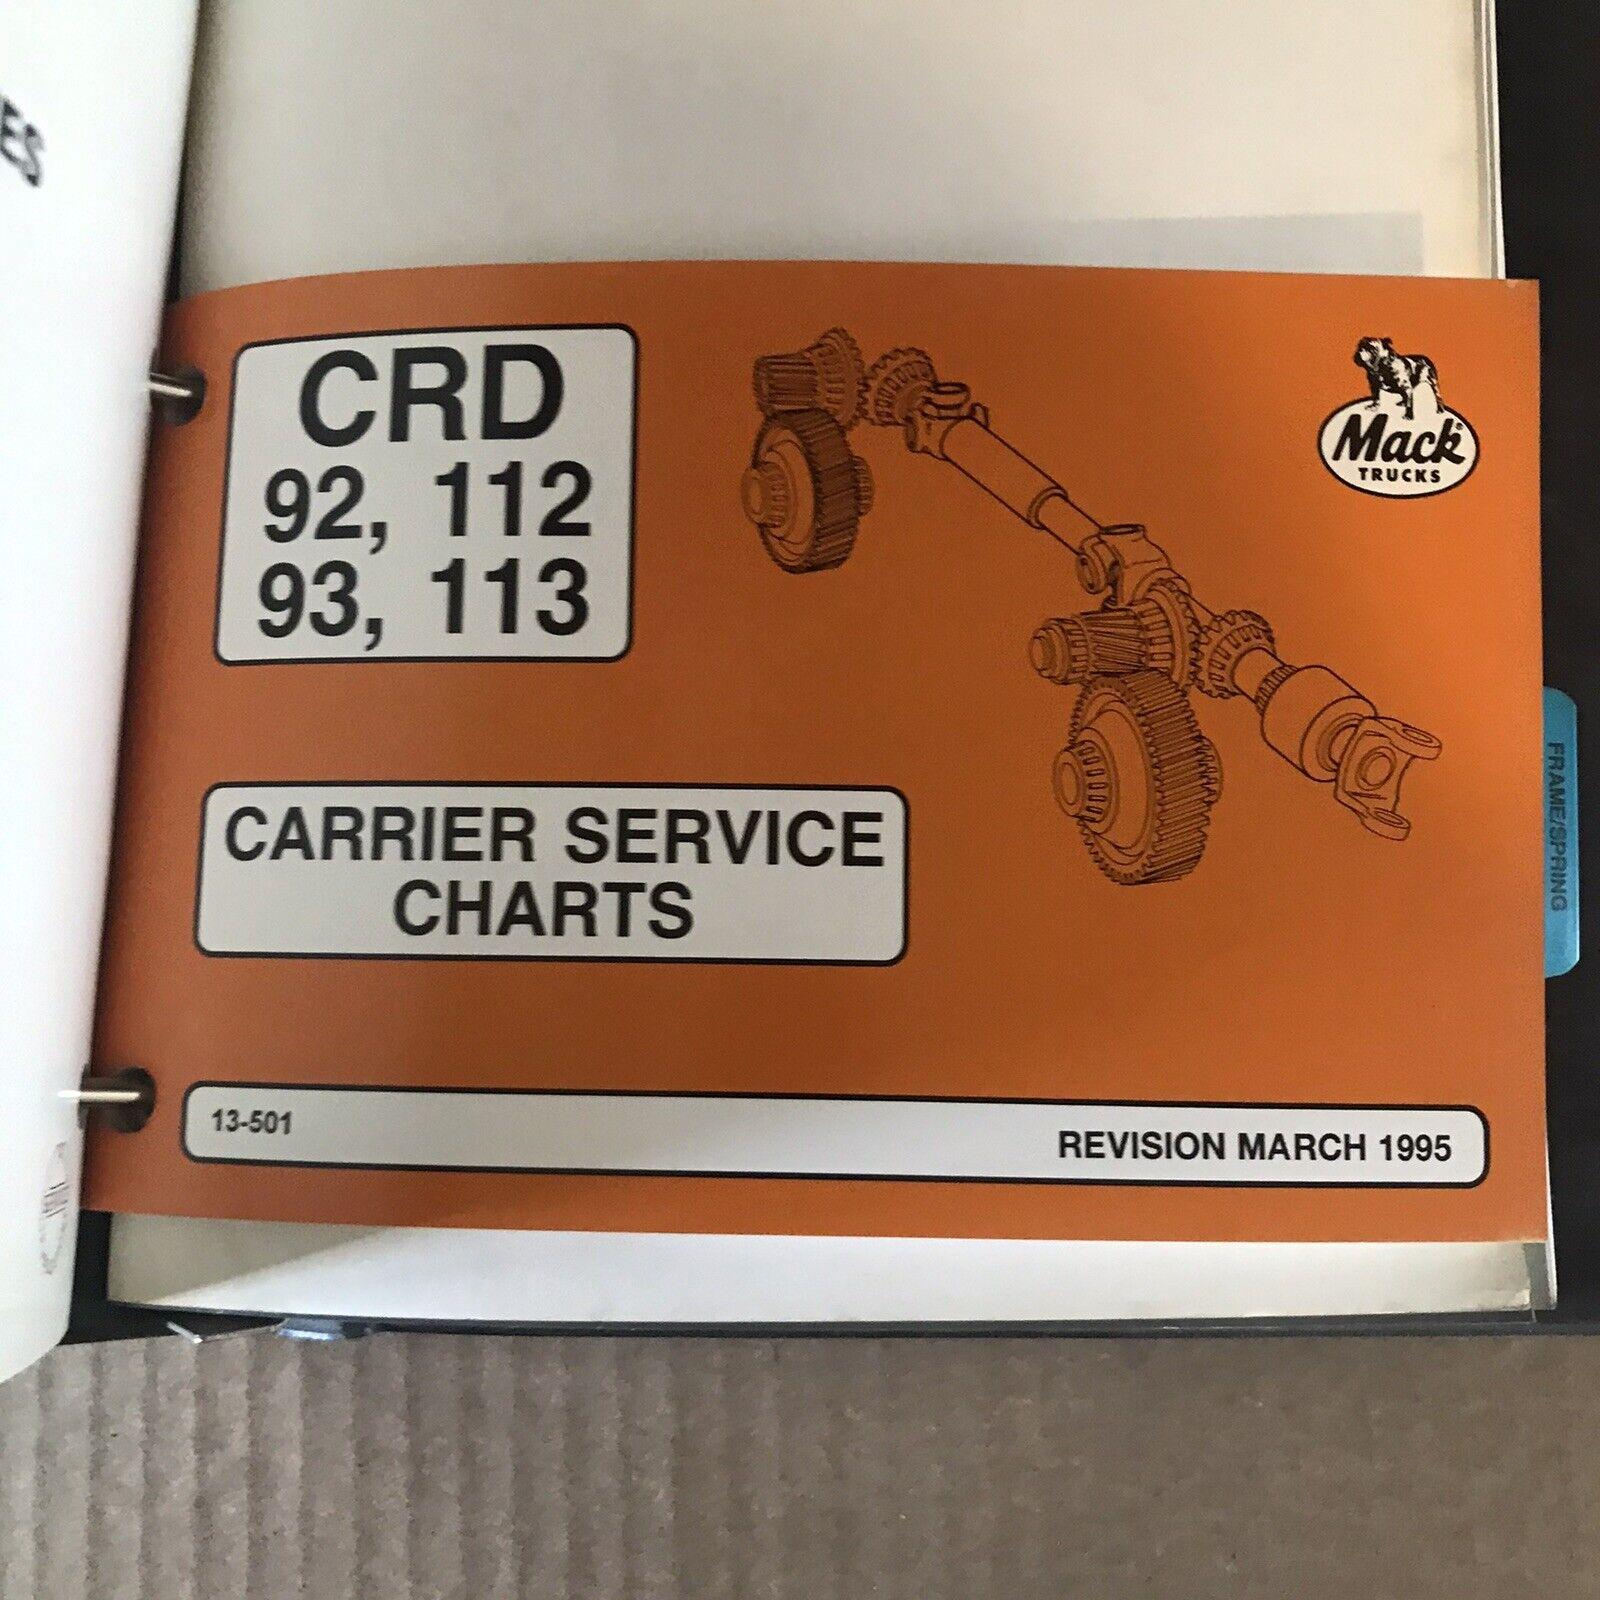 CRD
92, 112
93, 113
Mack®
TRUCKS
CARRIER SERVICE
CHARTS
13-501
REVISION MARCH 1995
FRAME/SPRING